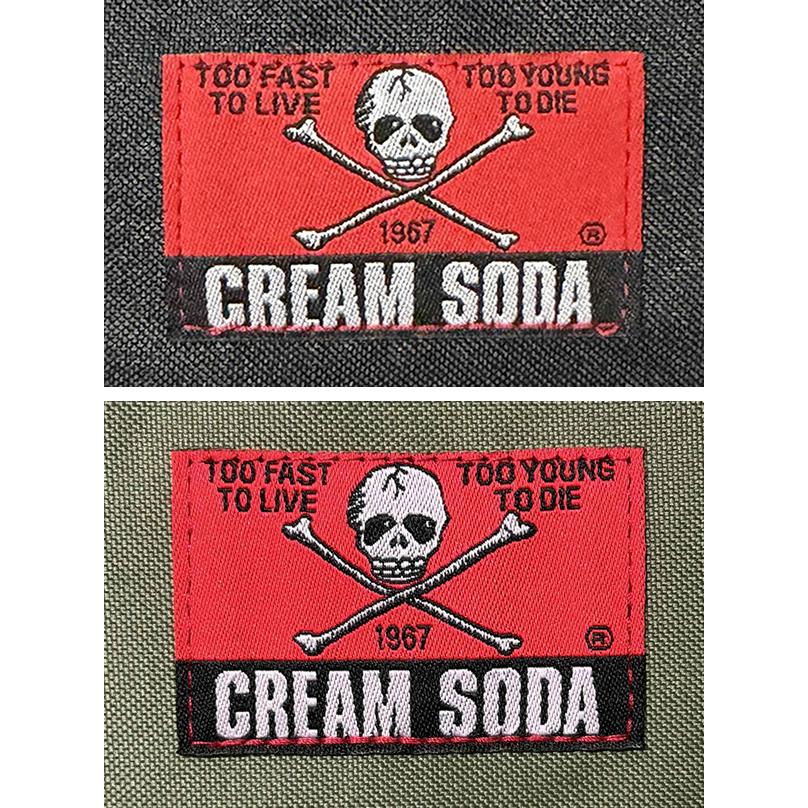 TOO FAST TOO YOUNG
TO LIVE TO DIE
1967 ®
CREAM SODA
TOO FAST TOO YOUNG
TO LIVE TO DIE
1967 ®
CREAM SODA